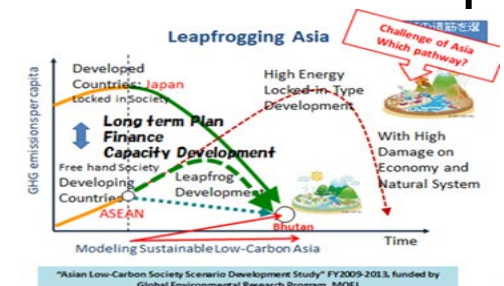 Leapfrogging Asia
Challenge of Asia
Which pathway?
Developed
Countries: Japan
Locked in Society
High Energy
Locked-in Type
Development
Long term Plan
Finance
Capacity Development
GHG emissions per capita
Free hand Society
Developing
Countries
ASEAN
Leapfrog
Development
With High
Damage on
Economy and
Natural System
Bhutan
Time
Modeling Sustainable Low-Carbon Asia
"Asian Low-Carbon Society Scenario Development Study" FY2009-2013, funded by
Global Environmental Research Program, MOEJ